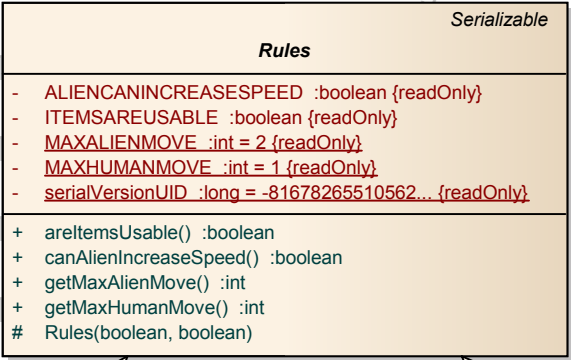 Serializable
Rules
- ALIENCANINCREASESPEED :boolean {readOnly}
- ITEMSAREUSABLE :boolean {readOnly}
- MAXALIENMOVE :int = 2 {readOnly}
- MAXHUMANMOVE :int = 1 {readOnly}
- serialVersionUID :long = -81678265510562... {readOnly}
+ areItemsUsable() :boolean
+ canAlienIncreaseSpeed() :boolean
+ getMaxAlienMove() :int
+ getMaxHumanMove() :int
# Rules(boolean, boolean)